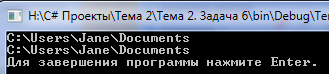 H:\C# Проекты\Тема 2\Тема 2. Задача 6\bin\Debug\Те
C:\Users\Jane\Documents
C:\Users\Jane\Documents
Для завершения программы нажмите Enter.